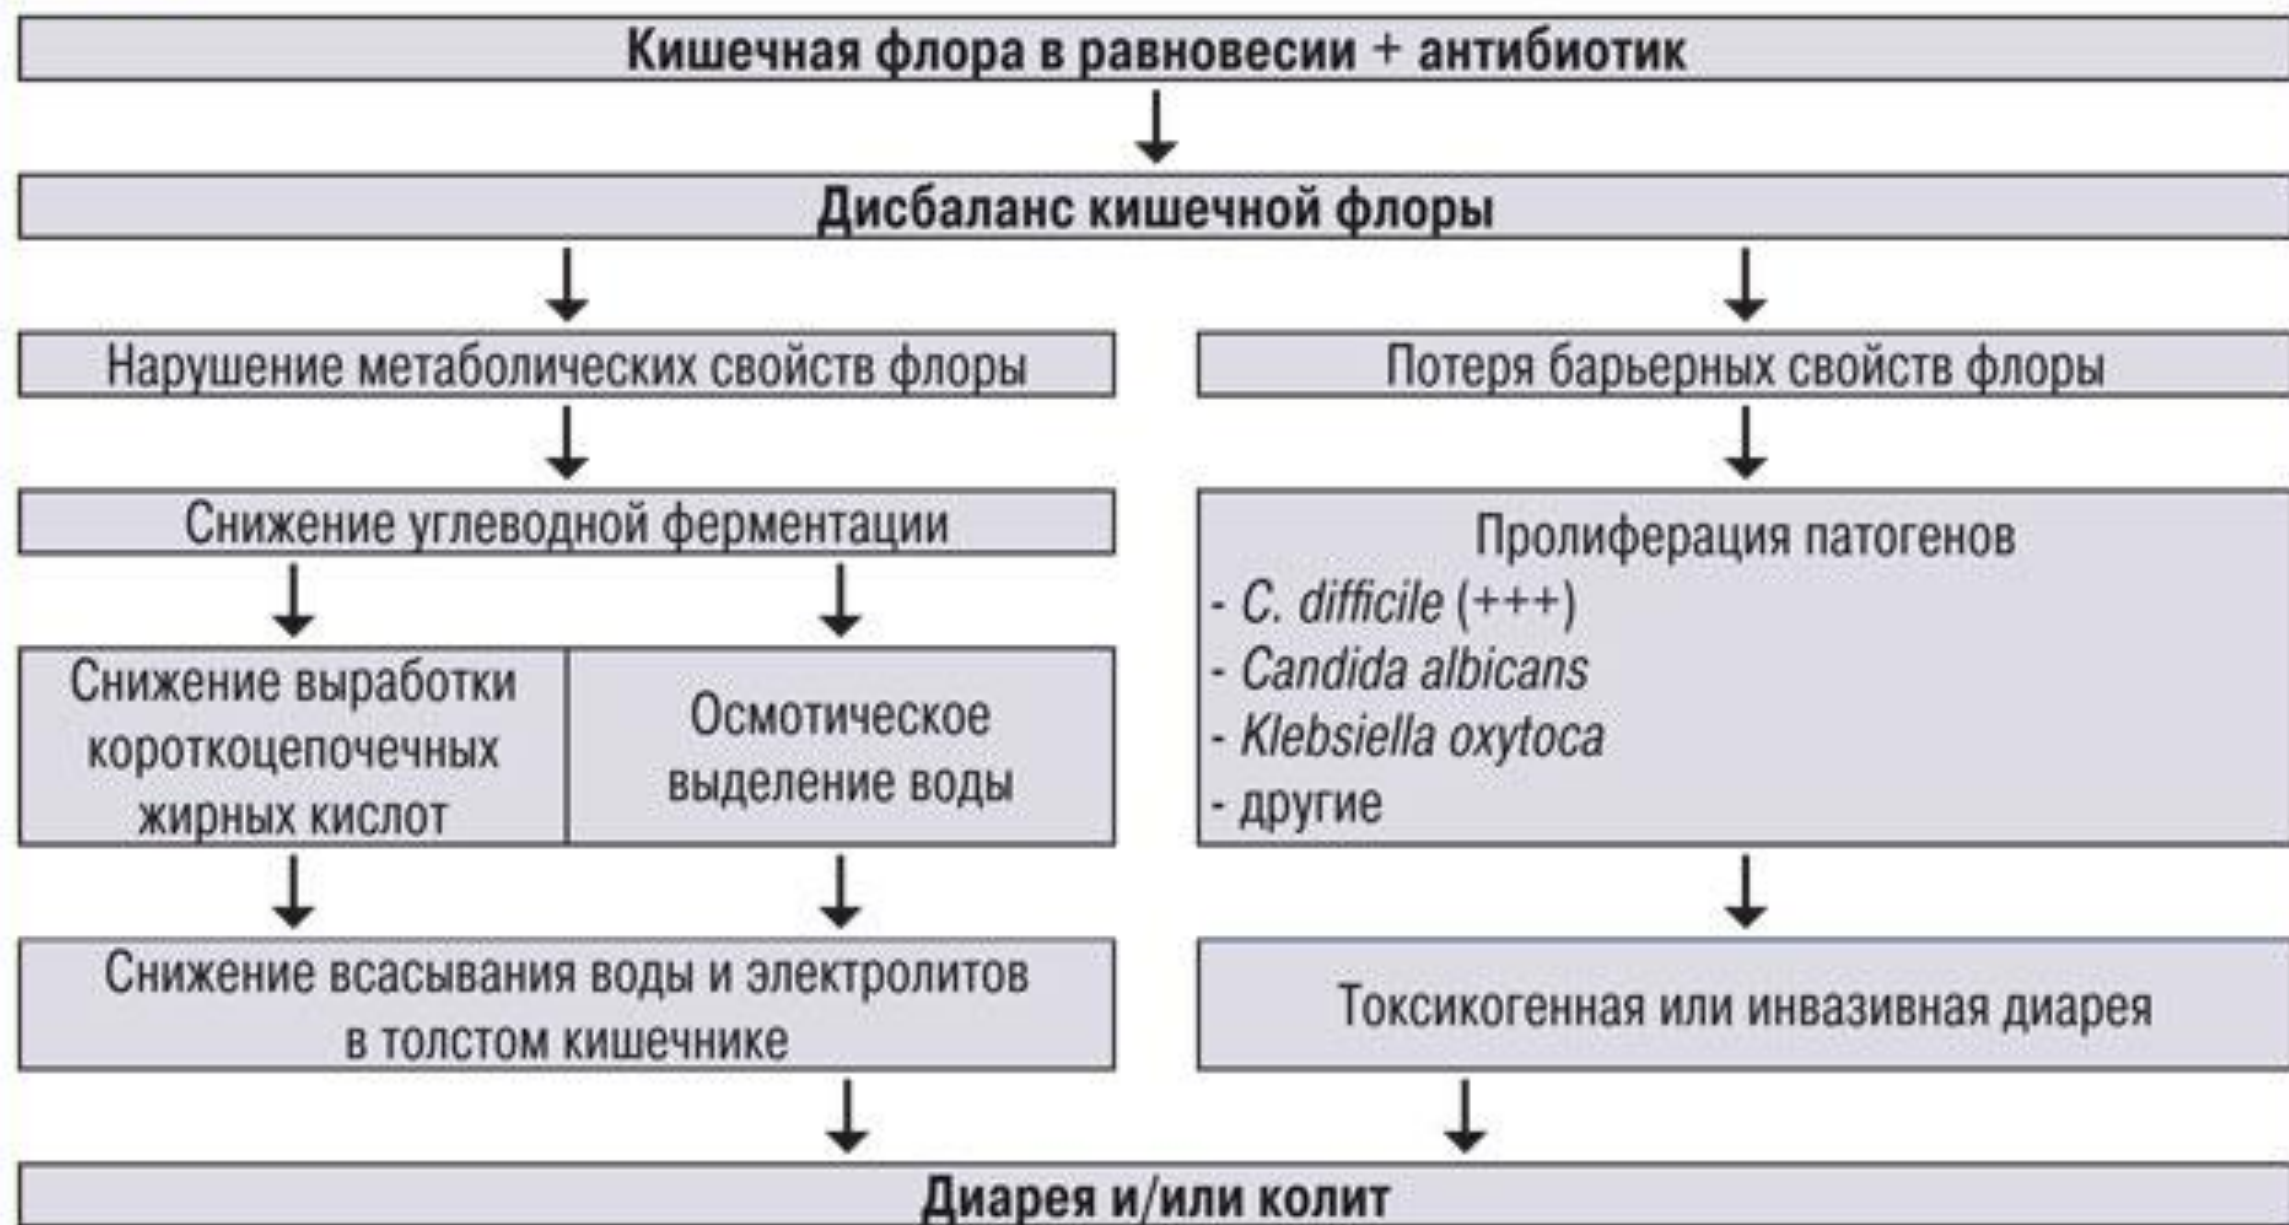 Кишечная флора в равновесии + антибиотик
Дисбаланс кишечной флоры
Нарушение метаболических свойств флоры
Потеря барьерных свойств флоры
Снижение углеводной ферментации
Пролиферация патогенов
- C. difficile (+++)
- Candida albicans
- Klebsiella oxytoca
- другие
Снижение выработки
короткоцепочечных
жирных кислот
Осмотическое
выделение воды
Снижение всасывания воды и электролитов
в толстом кишечнике
Токсикогенная или инвазивная диарея
Диарея и/или колит